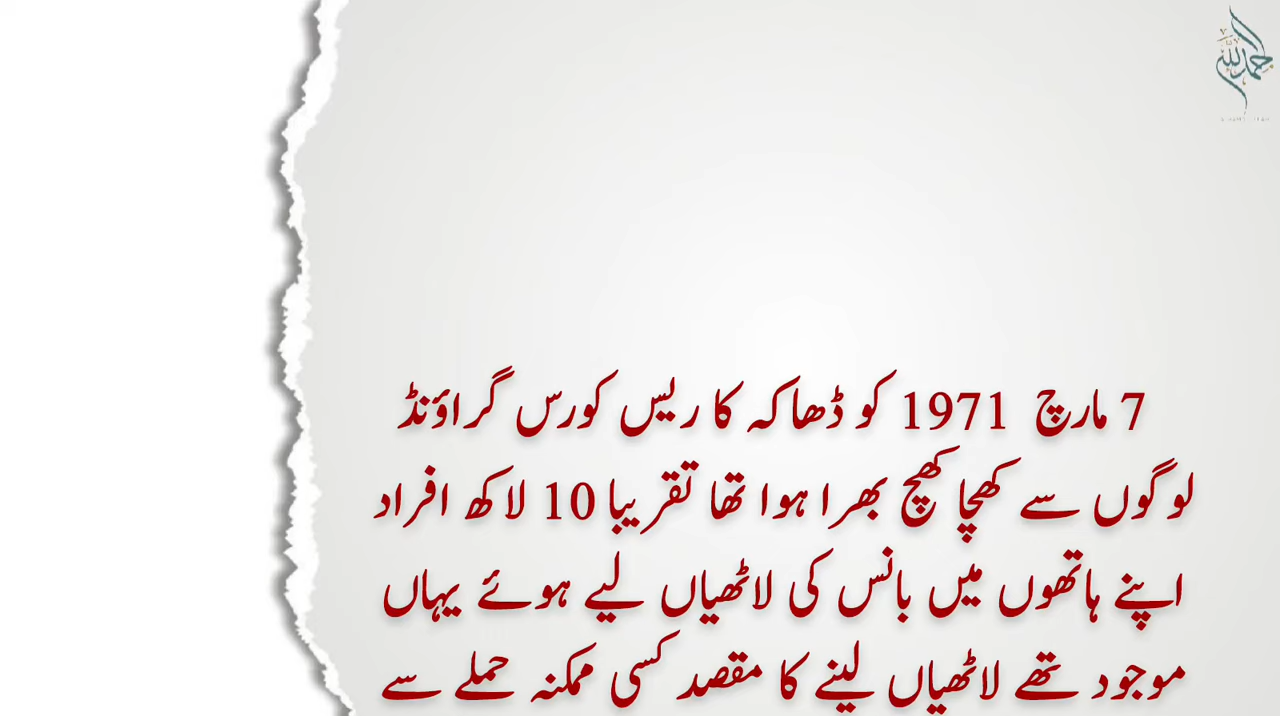 الحمدللہ
7 مارچ 1971 کو ڈھاکہ کا ریس کورس گراؤنڈ
لوگوں سے کھچا کھچ بھرا ہوا تھا تقریبا 10 لاکھ افراد
اپنے ہاتھوں میں بانس کی لاٹھیاں لیے ہوئے یہاں
موجود تھے لاٹھیاں لینے کا مقصد کسی ممکنہ حملے سے